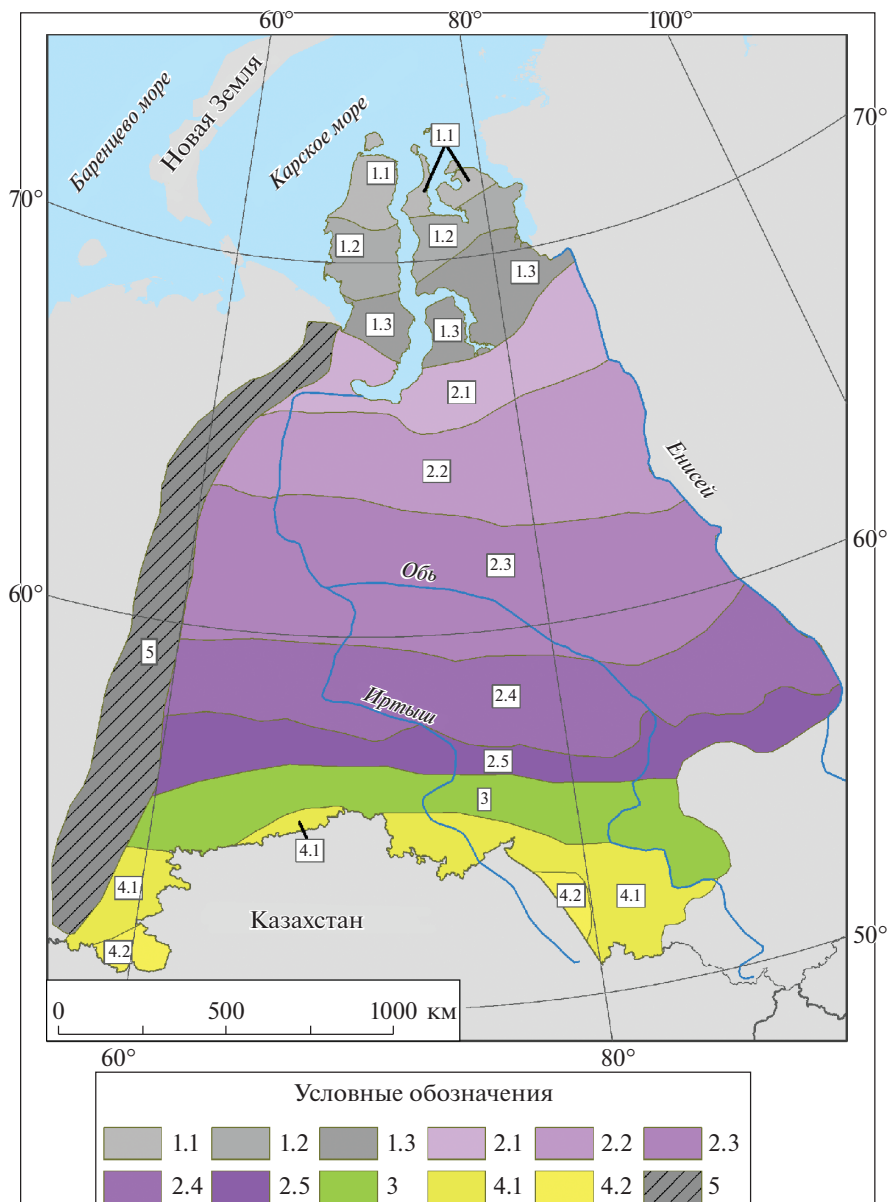 60° 80° 100°
Баренцево море
Новая Земля
Карское море
70°
70°
1.1
1.1
1.2
1.2
1.3
1.3
1.3
2.1
2.2
Енисей
2.3
Обь
60°
60°
5
2.4
Иртыш
2.5
3
4.1
4.1
4.2
4.1
4.2
Казахстан
50°
0 500 1000 км
60° 80°
Условные обозначения
1.1 1.2 1.3 2.1 2.2 2.3
2.4 2.5 3 4.1 4.2 5